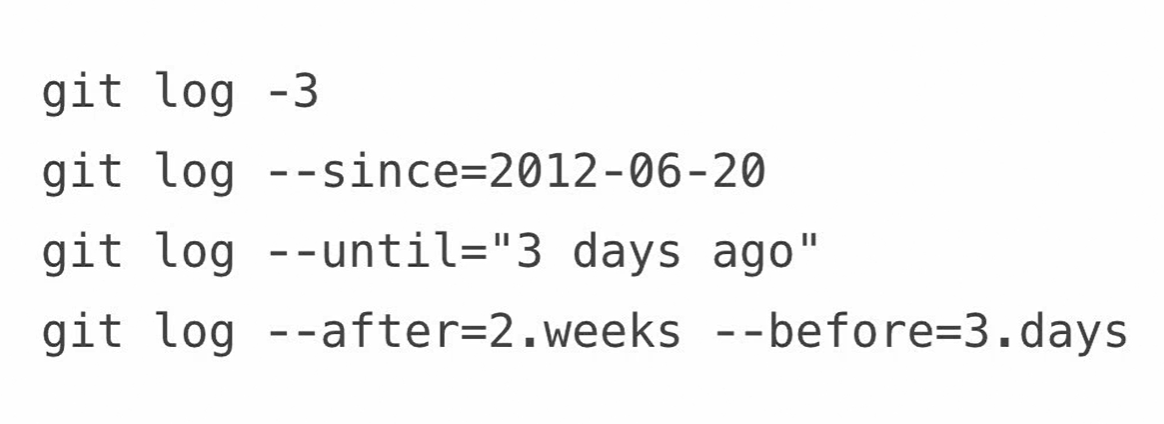 git log -3
git log --since=2012-06-20
git log --until="3 days ago"
git log --after=2.weeks --before=3.days